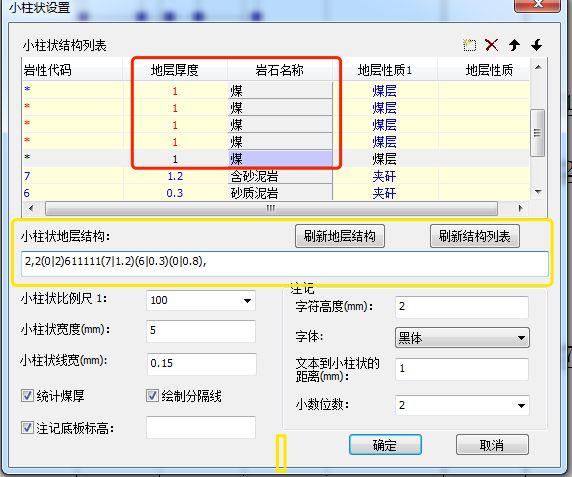 小柱状设置
小柱状结构列表
岩性代码 地层厚度 岩石名称 地层性质1 地层性质
* 1 煤 煤层
* 1 煤 煤层
* 1 煤 煤层
* 1 煤 煤层
* 1 煤 煤层
7 1.2 含砂泥岩 夹矸
6 0.3 砂质泥岩 夹矸
小柱状地层结构: 刷新地层结构 刷新结构列表
2,2(0|2)611111(7|1.2)(6|0.3)(0|0.8),
小柱状比例尺 1: 100
小柱状宽度(mm): 5
小柱状线宽(mm): 0.15
统计煤厚 绘制分隔线
注记底板标高:
注记
字符高度(mm): 2
字体: 黑体
文本到小柱状的
距离(mm): 1
小数位数: 2
确定 取消